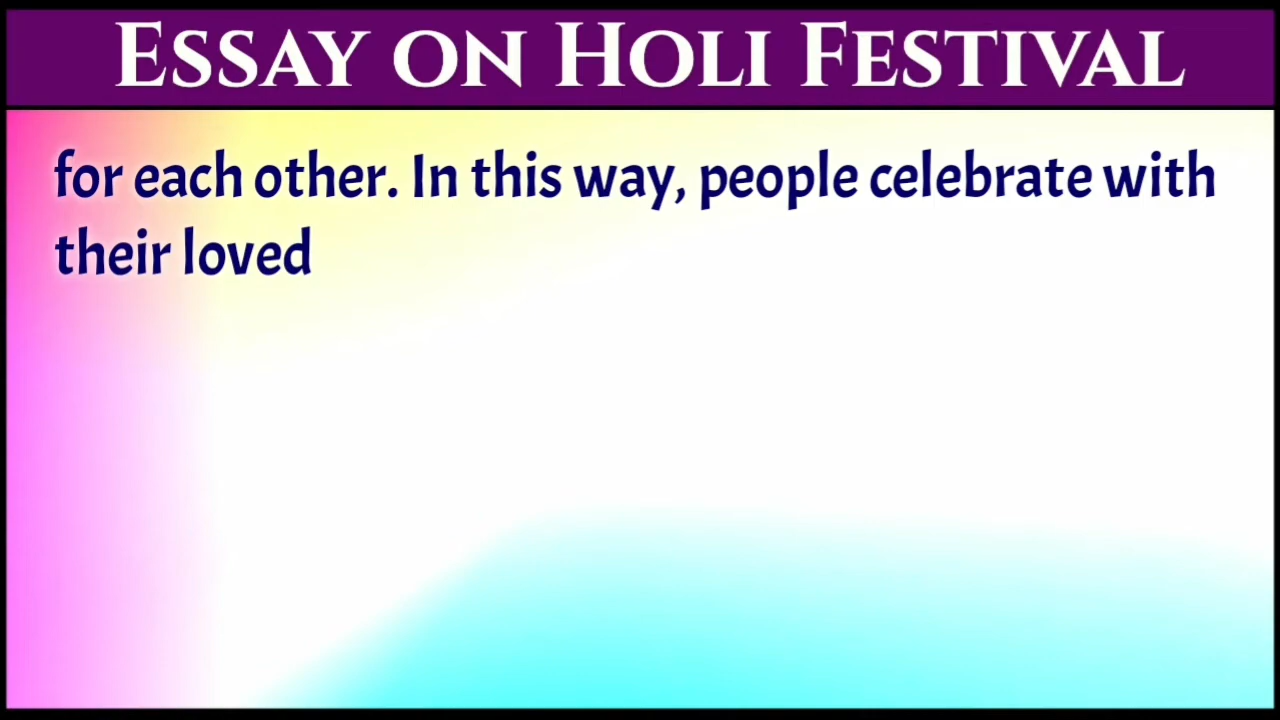 Essay on Holi Festival
for each other. In this way, people celebrate with
their loved